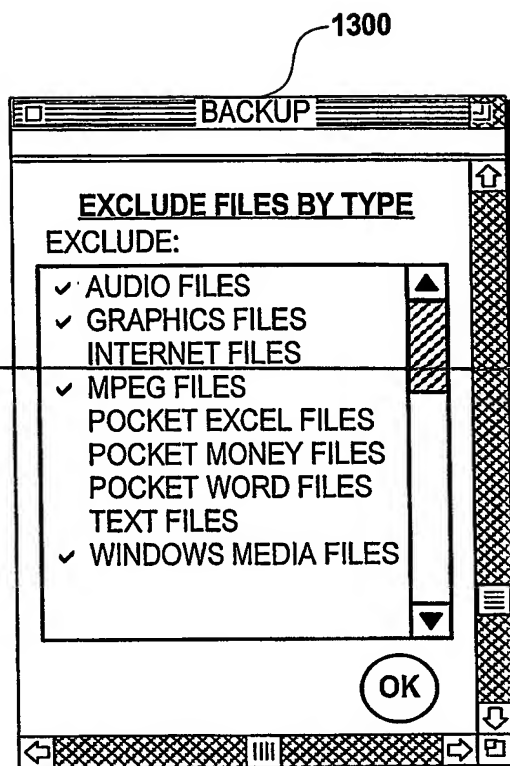 1300
BACKUP
EXCLUDE FILES BY TYPE
EXCLUDE:
✓ AUDIO FILES
✓ GRAPHICS FILES
INTERNET FILES
✓ MPEG FILES
POCKET EXCEL FILES
POCKET MONEY FILES
POCKET WORD FILES
TEXT FILES
✓ WINDOWS MEDIA FILES
OK